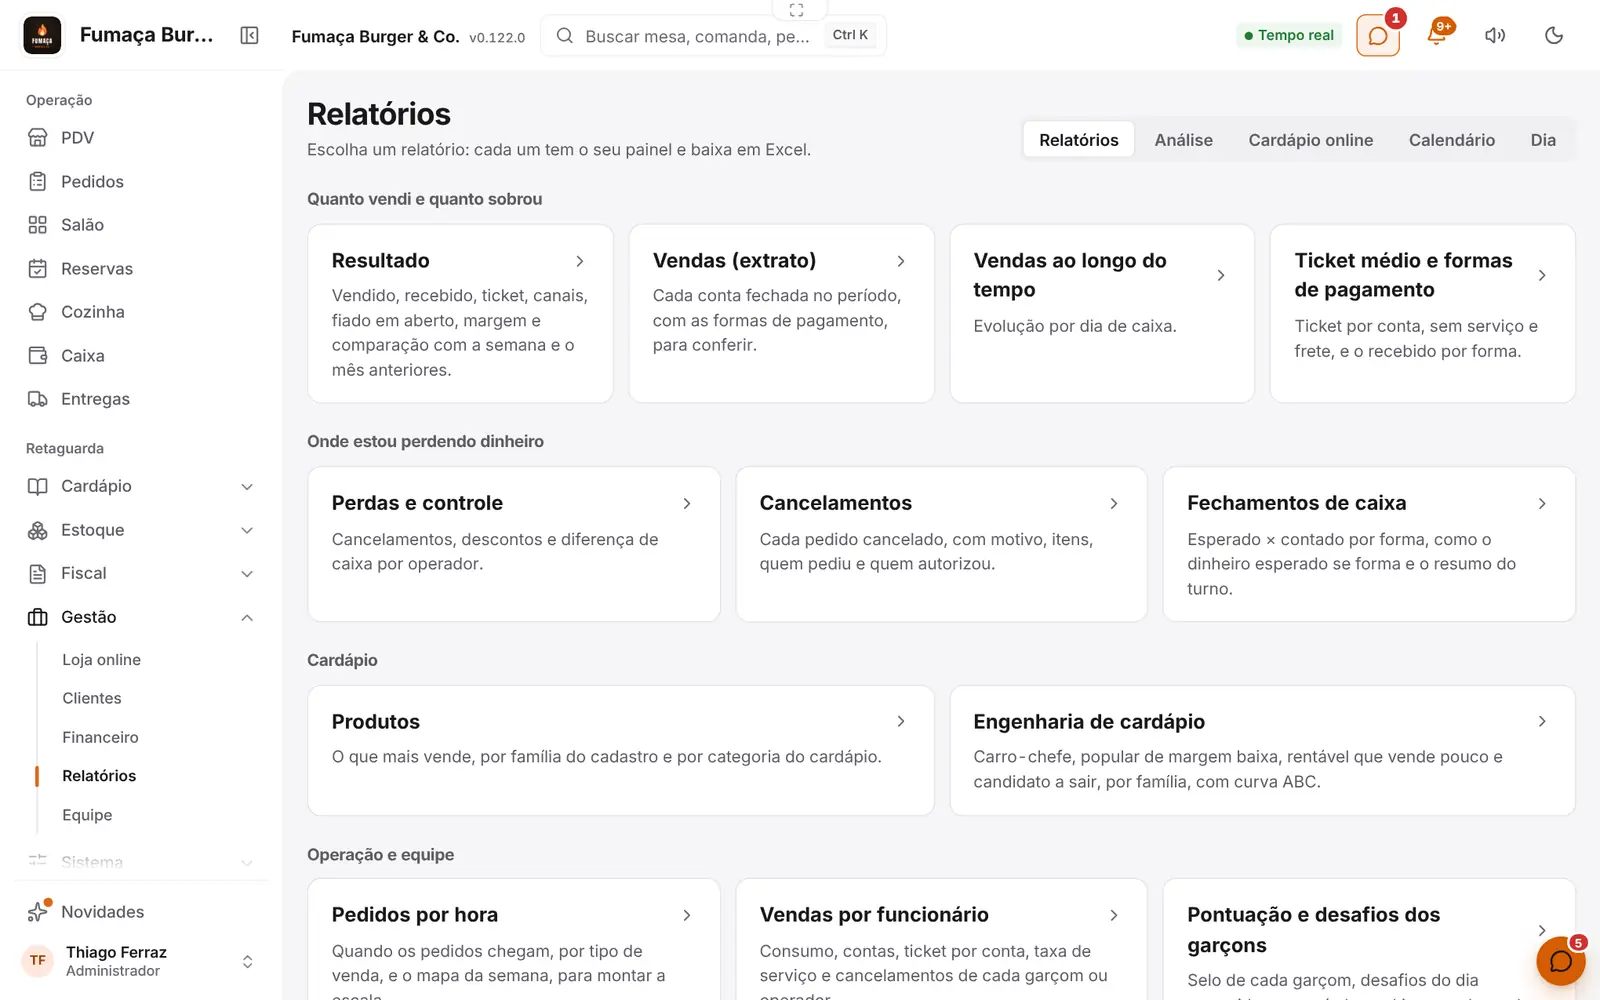 FUMAÇA
Fumaça Bur...
Fumaça Burger & Co. v0.122.0
Buscar mesa, comanda, pe...
Ctrl K
Tempo real
1
9+
Operação
PDV
Pedidos
Salão
Reservas
Cozinha
Caixa
Entregas
Retaguarda
Cardápio
Estoque
Fiscal
Gestão
Loja online
Clientes
Financeiro
Relatórios
Equipe
Sistema
Novidades
TF
Thiago Ferraz
Administrador
Relatórios
Escolha um relatório: cada um tem o seu painel e baixa em Excel.
Relatórios
Análise
Cardápio online
Calendário
Dia
Quanto vendi e quanto sobrou
Resultado
Vendido, recebido, ticket, canais,
fiado em aberto, margem e
comparação com a semana e o
mês anteriores.
Vendas (extrato)
Cada conta fechada no período,
com as formas de pagamento,
para conferir.
Vendas ao longo do
tempo
Evolução por dia de caixa.
Ticket médio e formas
de pagamento
Ticket por conta, sem serviço e
frete, e o recebido por forma.
Onde estou perdendo dinheiro
Perdas e controle
Cancelamentos, descontos e diferença de
caixa por operador.
Cancelamentos
Cada pedido cancelado, com motivo, itens,
quem pediu e quem autorizou.
Fechamentos de caixa
Esperado × contado por forma, como o
dinheiro esperado se forma e o resumo do
turno.
Cardápio
Produtos
O que mais vende, por família do cadastro e por categoria do cardápio.
Engenharia de cardápio
Carro-chefe, popular de margem baixa, rentável que vende pouco e
candidato a sair, por família, com curva ABC.
Operação e equipe
Pedidos por hora
Quando os pedidos chegam, por tipo de
venda, e o mapa da semana, para montar a
escala.
Vendas por funcionário
Consumo, contas, ticket por conta, taxa de
serviço e cancelamentos de cada garçom ou
operador.
Pontuação e desafios dos
garçons
Selo de cada garçom, desafios do dia
5